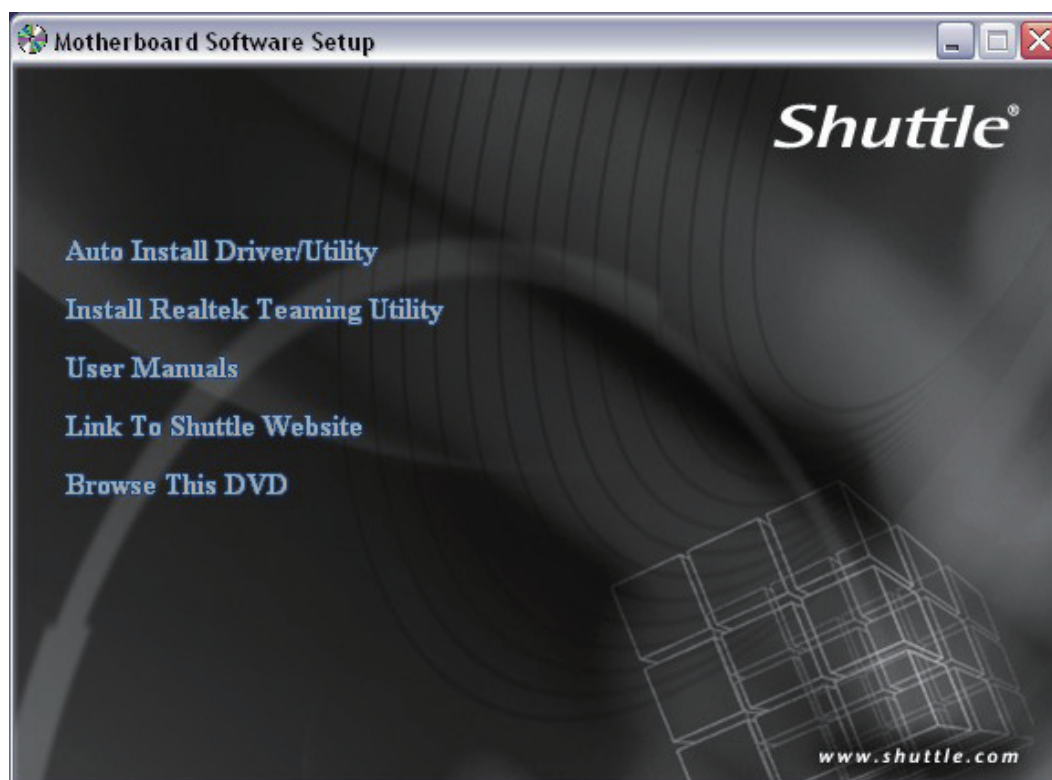 Motherboard Software Setup
Shuttle®
Auto Install Driver/Utility
Install Realtek Teaming Utility
User Manuals
Link To Shuttle Website
Browse This DVD
www.shuttle.com